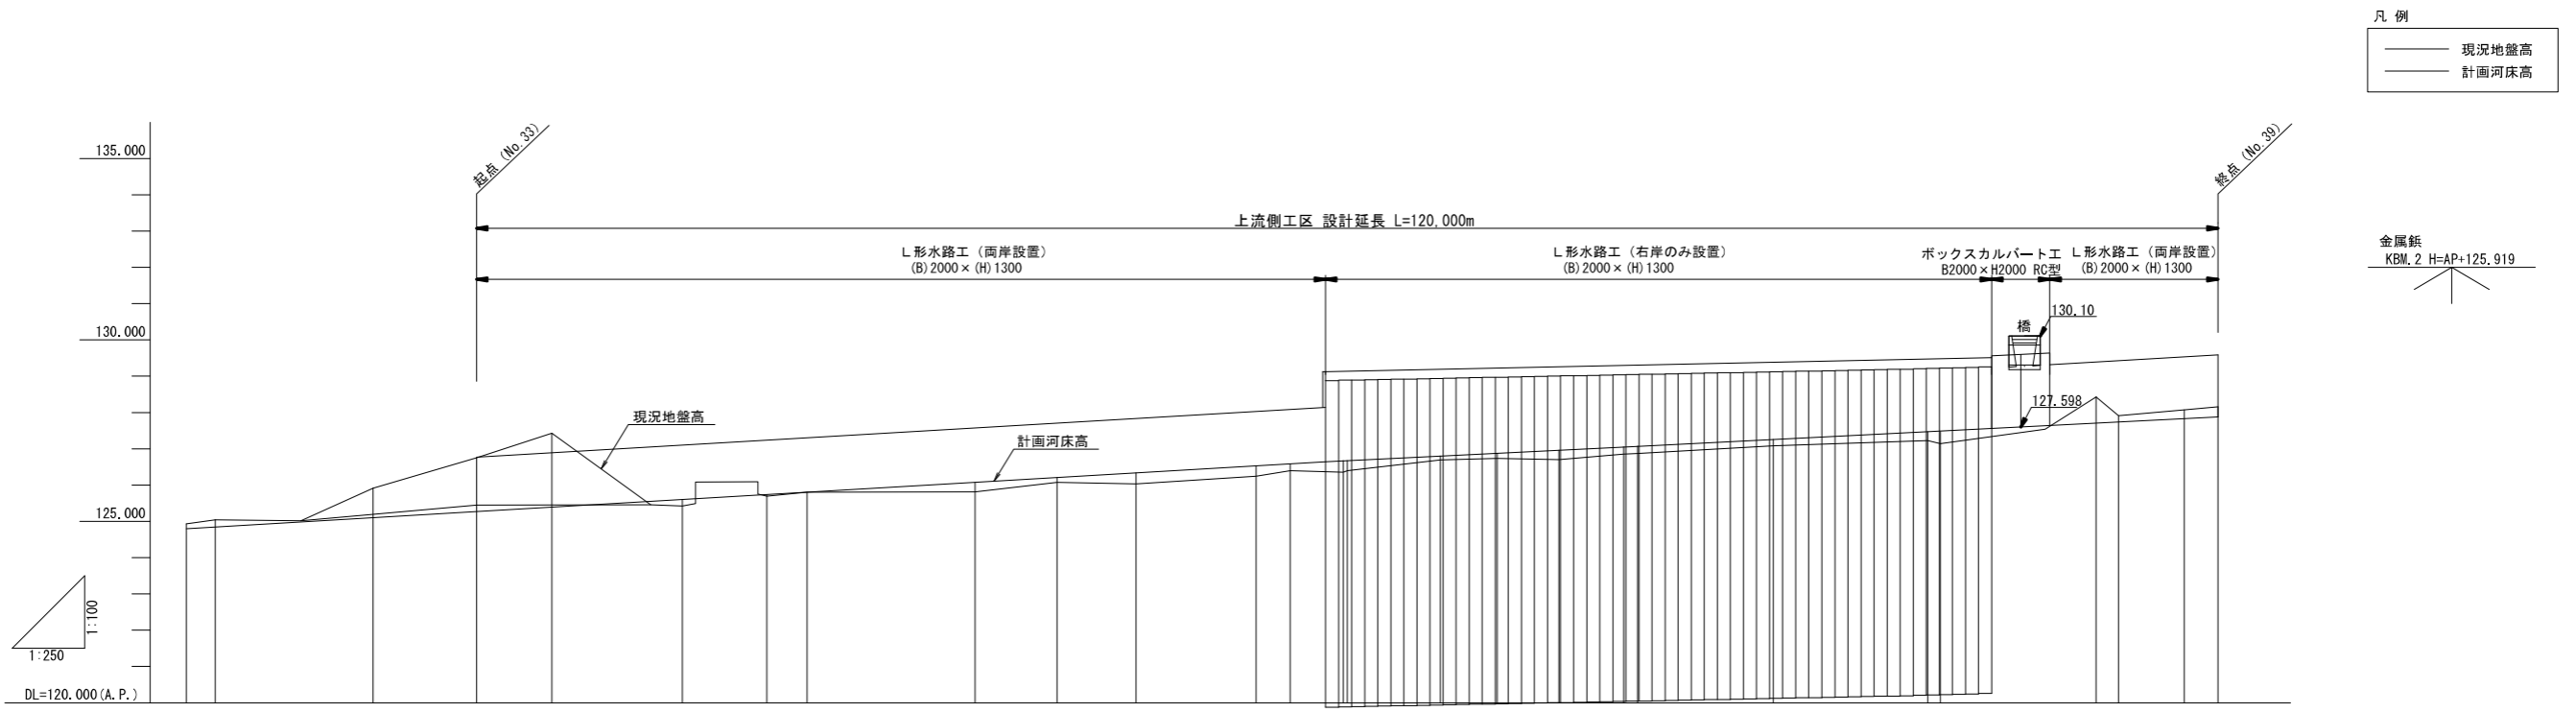 凡 例
現況地盤高
計画河床高
起点 (No.33)
終点 (No.39)
135.000
上流側工区 設計延長 L=120,000m
L形水路工 (両岸設置)
(B)2000×(H)1300
L形水路工 (右岸のみ設置)
(B)2000×(H)1300
ボックスカルバート工
B2000×H2000 RC型
L形水路工 (両岸設置)
(B)2000×(H)1300
金属鋲
KBM.2 H=AP+125.919
130.000
橋
130.10
現況地盤高
計画河床高
127.598
125.000
1:100
1:250
DL=120.000(A.P.)